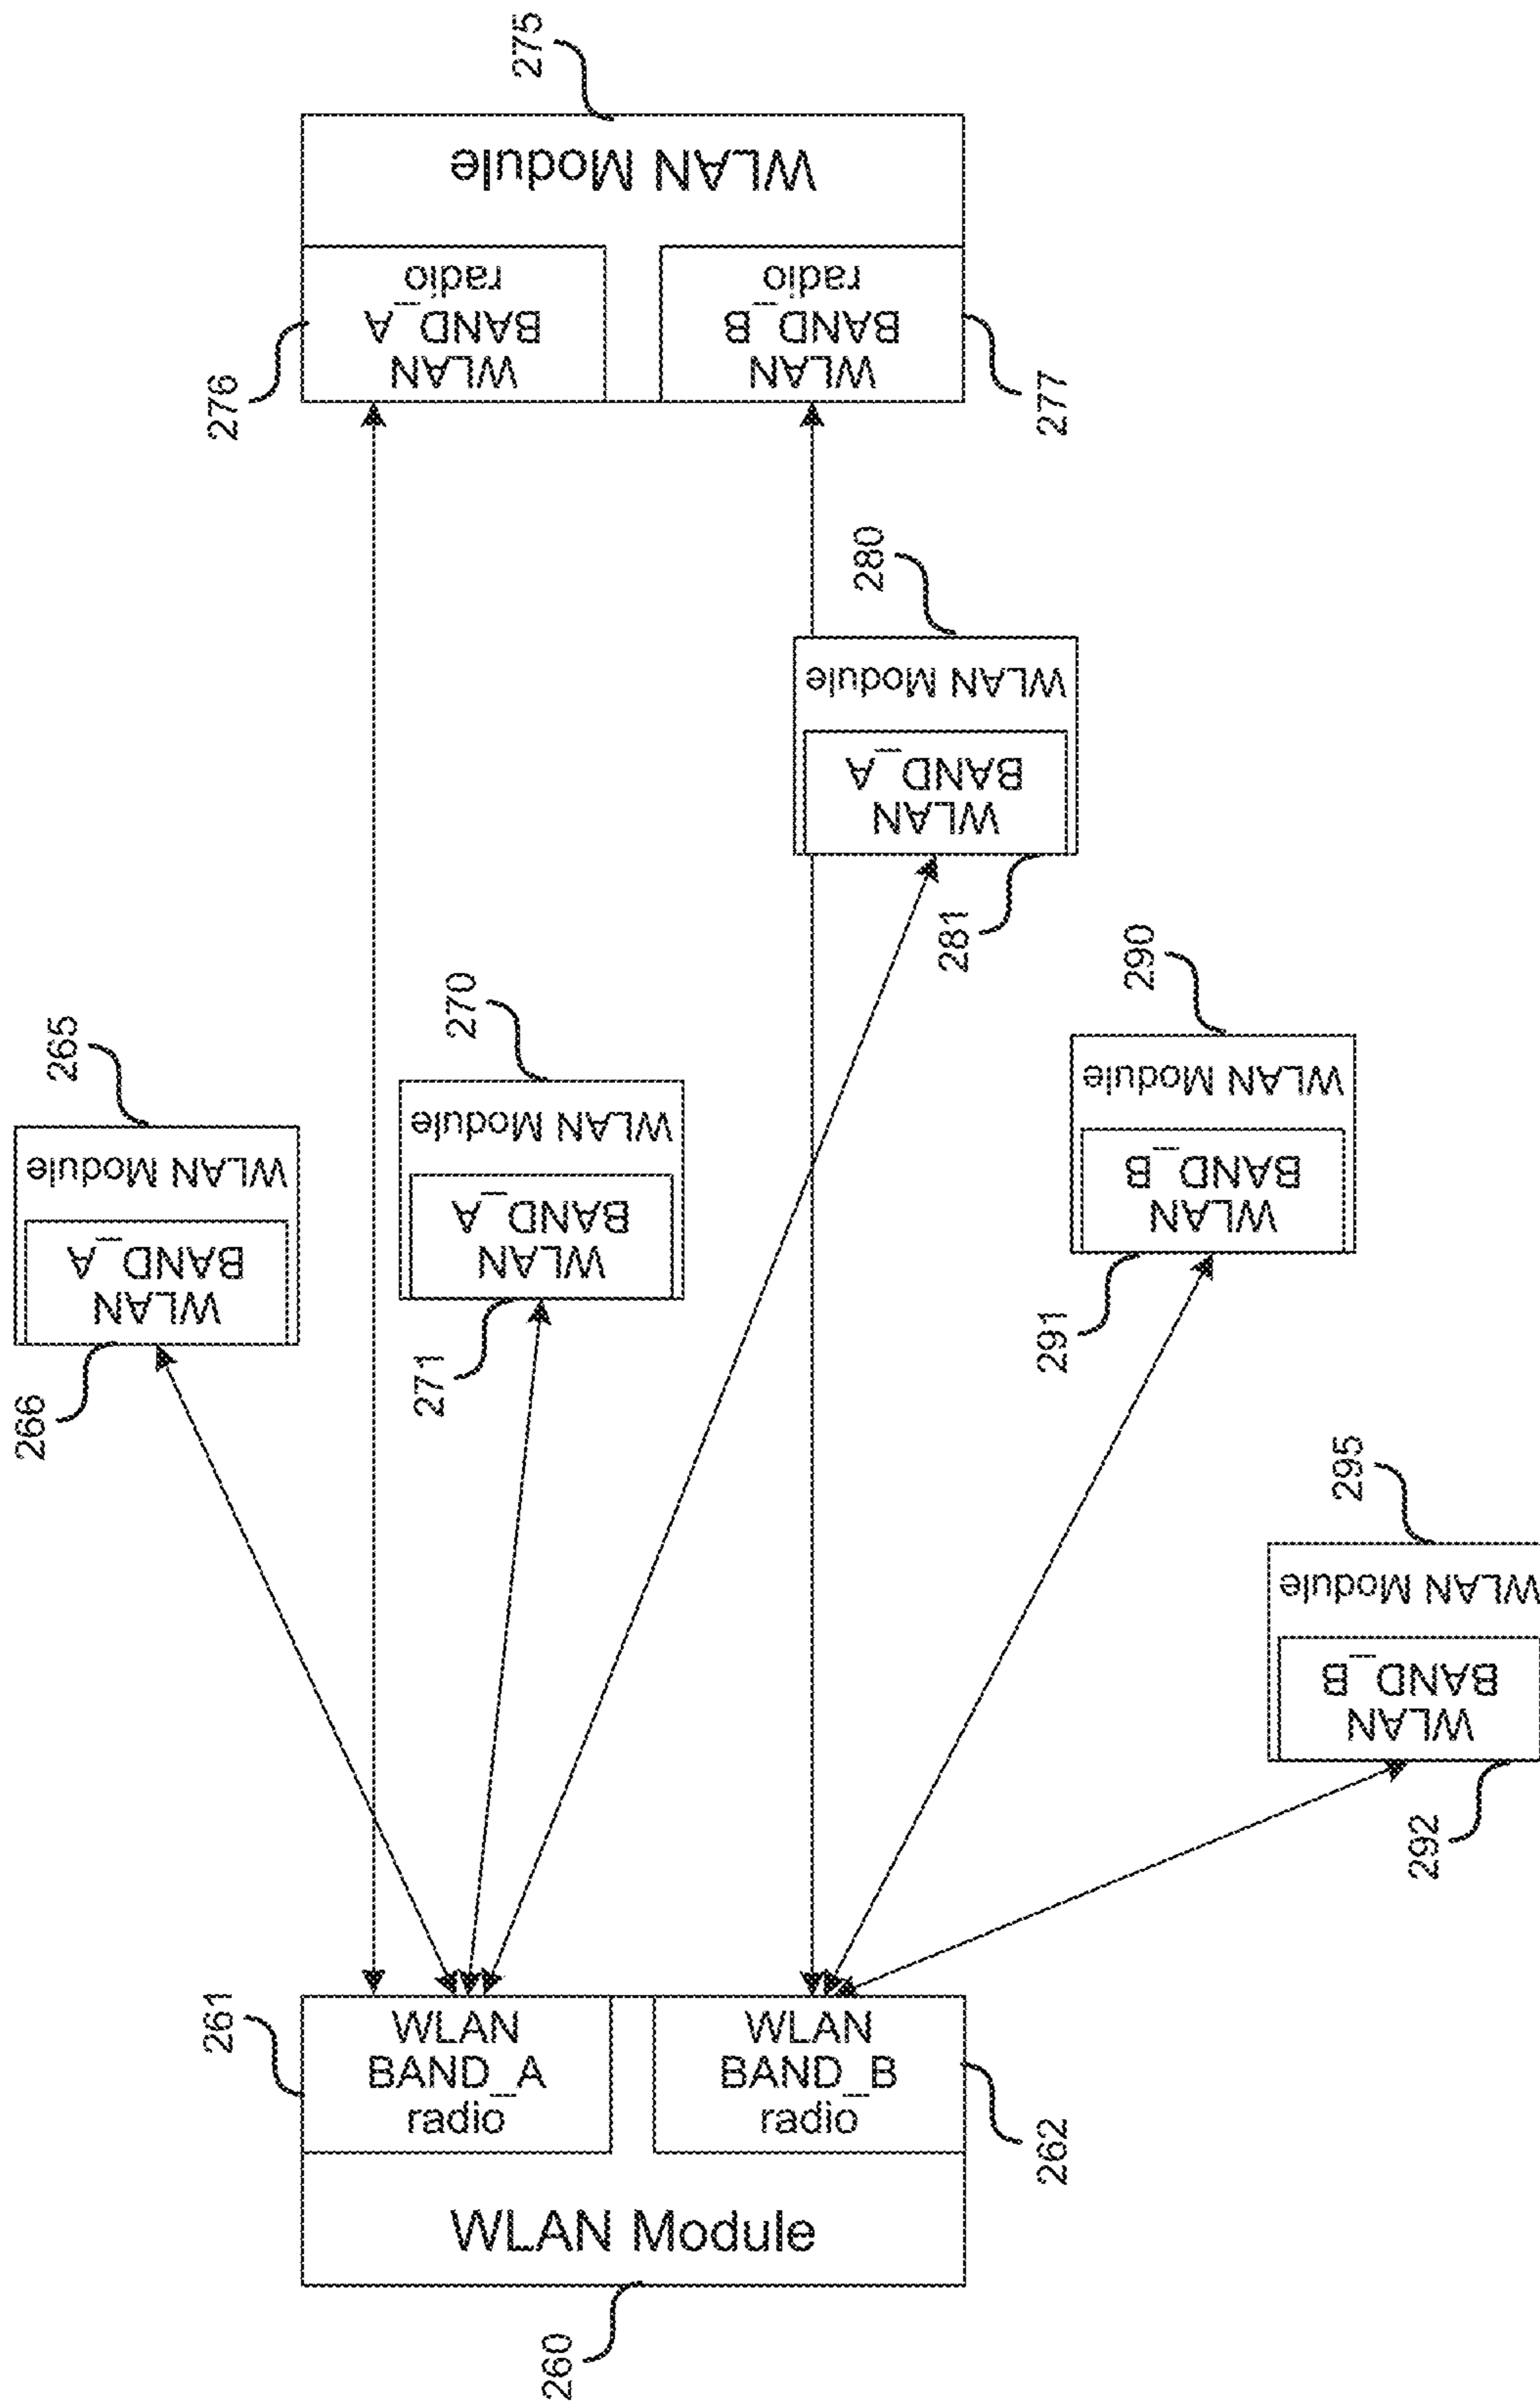 265
WLAN Module
WLAN
BAND_A
266
275
WLAN Module
276
WLAN
BAND_A
radio
WLAN
BAND_B
radio
277
270
WLAN Module
WLAN
BAND_A
271
280
WLAN Module
WLAN
BAND_A
281
290
WLAN Module
WLAN
BAND_B
291
295
WLAN Module
WLAN
BAND_B
292
261
WLAN
BAND_A
radio
WLAN
BAND_B
radio
262
WLAN Module
260